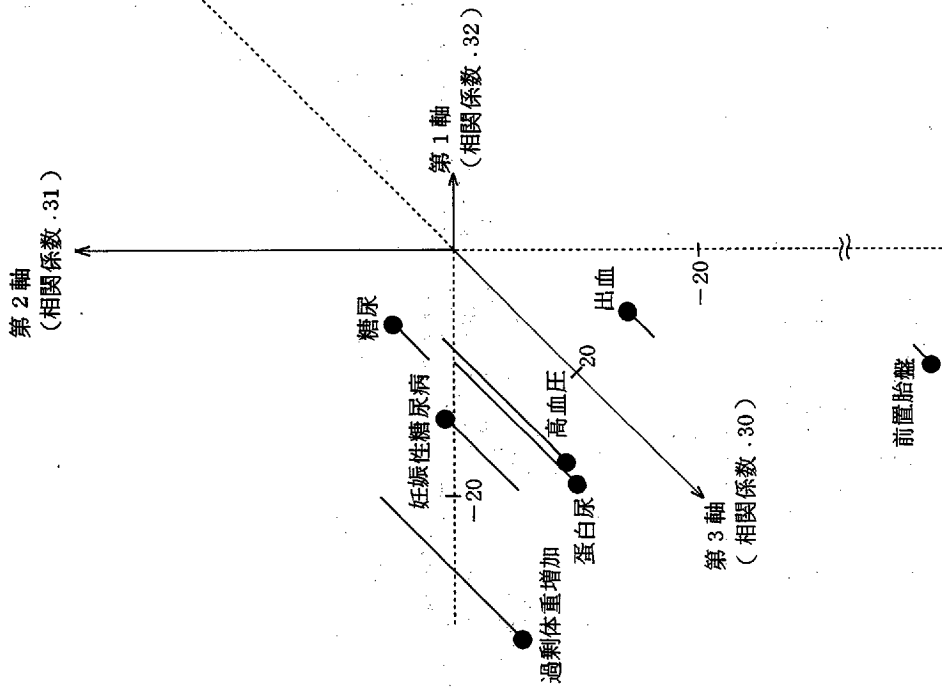 第2軸
(相関係数.31)
第1軸
(相関係数.32)
糖尿
妊娠性糖尿病
-20
過剰体重増加
高血圧
蛋白尿
20
出血
-20
第3軸
(相関係数.30)
前置胎盤